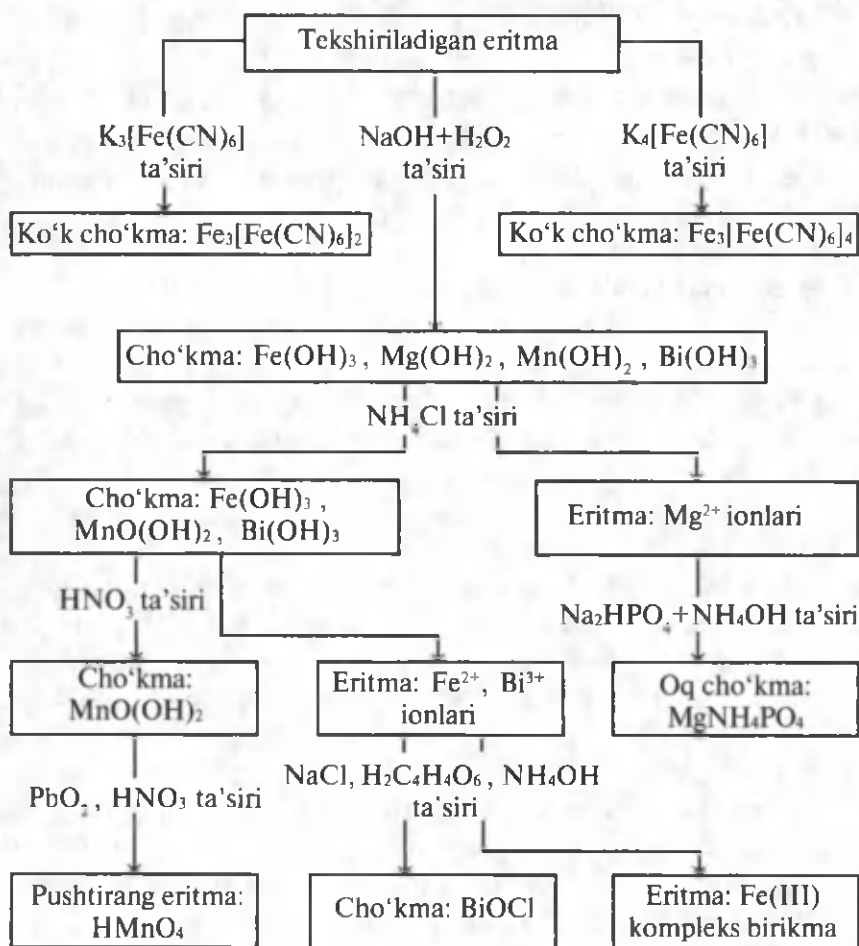 Tekshiriladigan eritma
K₃{Fe(CN)₆] NaOH+H₂O₂ K₄[Fe(CN)₆]
ta'siri ta'siri ta'siri
Ko‘k cho‘kma: Fe₃[Fe(CN)₆}₂ Ko‘k cho‘kma: Fe₃|Fe(CN)₆]₄
Cho‘kma: Fe(OH)₃ , Mg(OH)₂ , Mn(OH)₂ , Bi(OH)₃
NH₄Cl ta'siri
Cho‘kma: Fe(OH)₃ ,
MnO(OH)₂ , Bi(OH)₃
Eritma: Mg²⁺ ionlari
HNO₃ ta'siri Na₂HPO₄+NH₄OH ta'siri
Cho‘kma:
MnO(OH)₂
Eritma: Fe²⁺, Bi³⁺
ionlari
Oq cho‘kma:
MgNH₄PO₄
PbO₂ , HNO₃ ta'siri
NaCl, H₂C₄H₄O₆ , NH₄OH
ta'siri
Pushtirang eritma:
HMnO₄
Cho‘kma: BiOCl
Eritma: Fe(III)
kompleks birikma